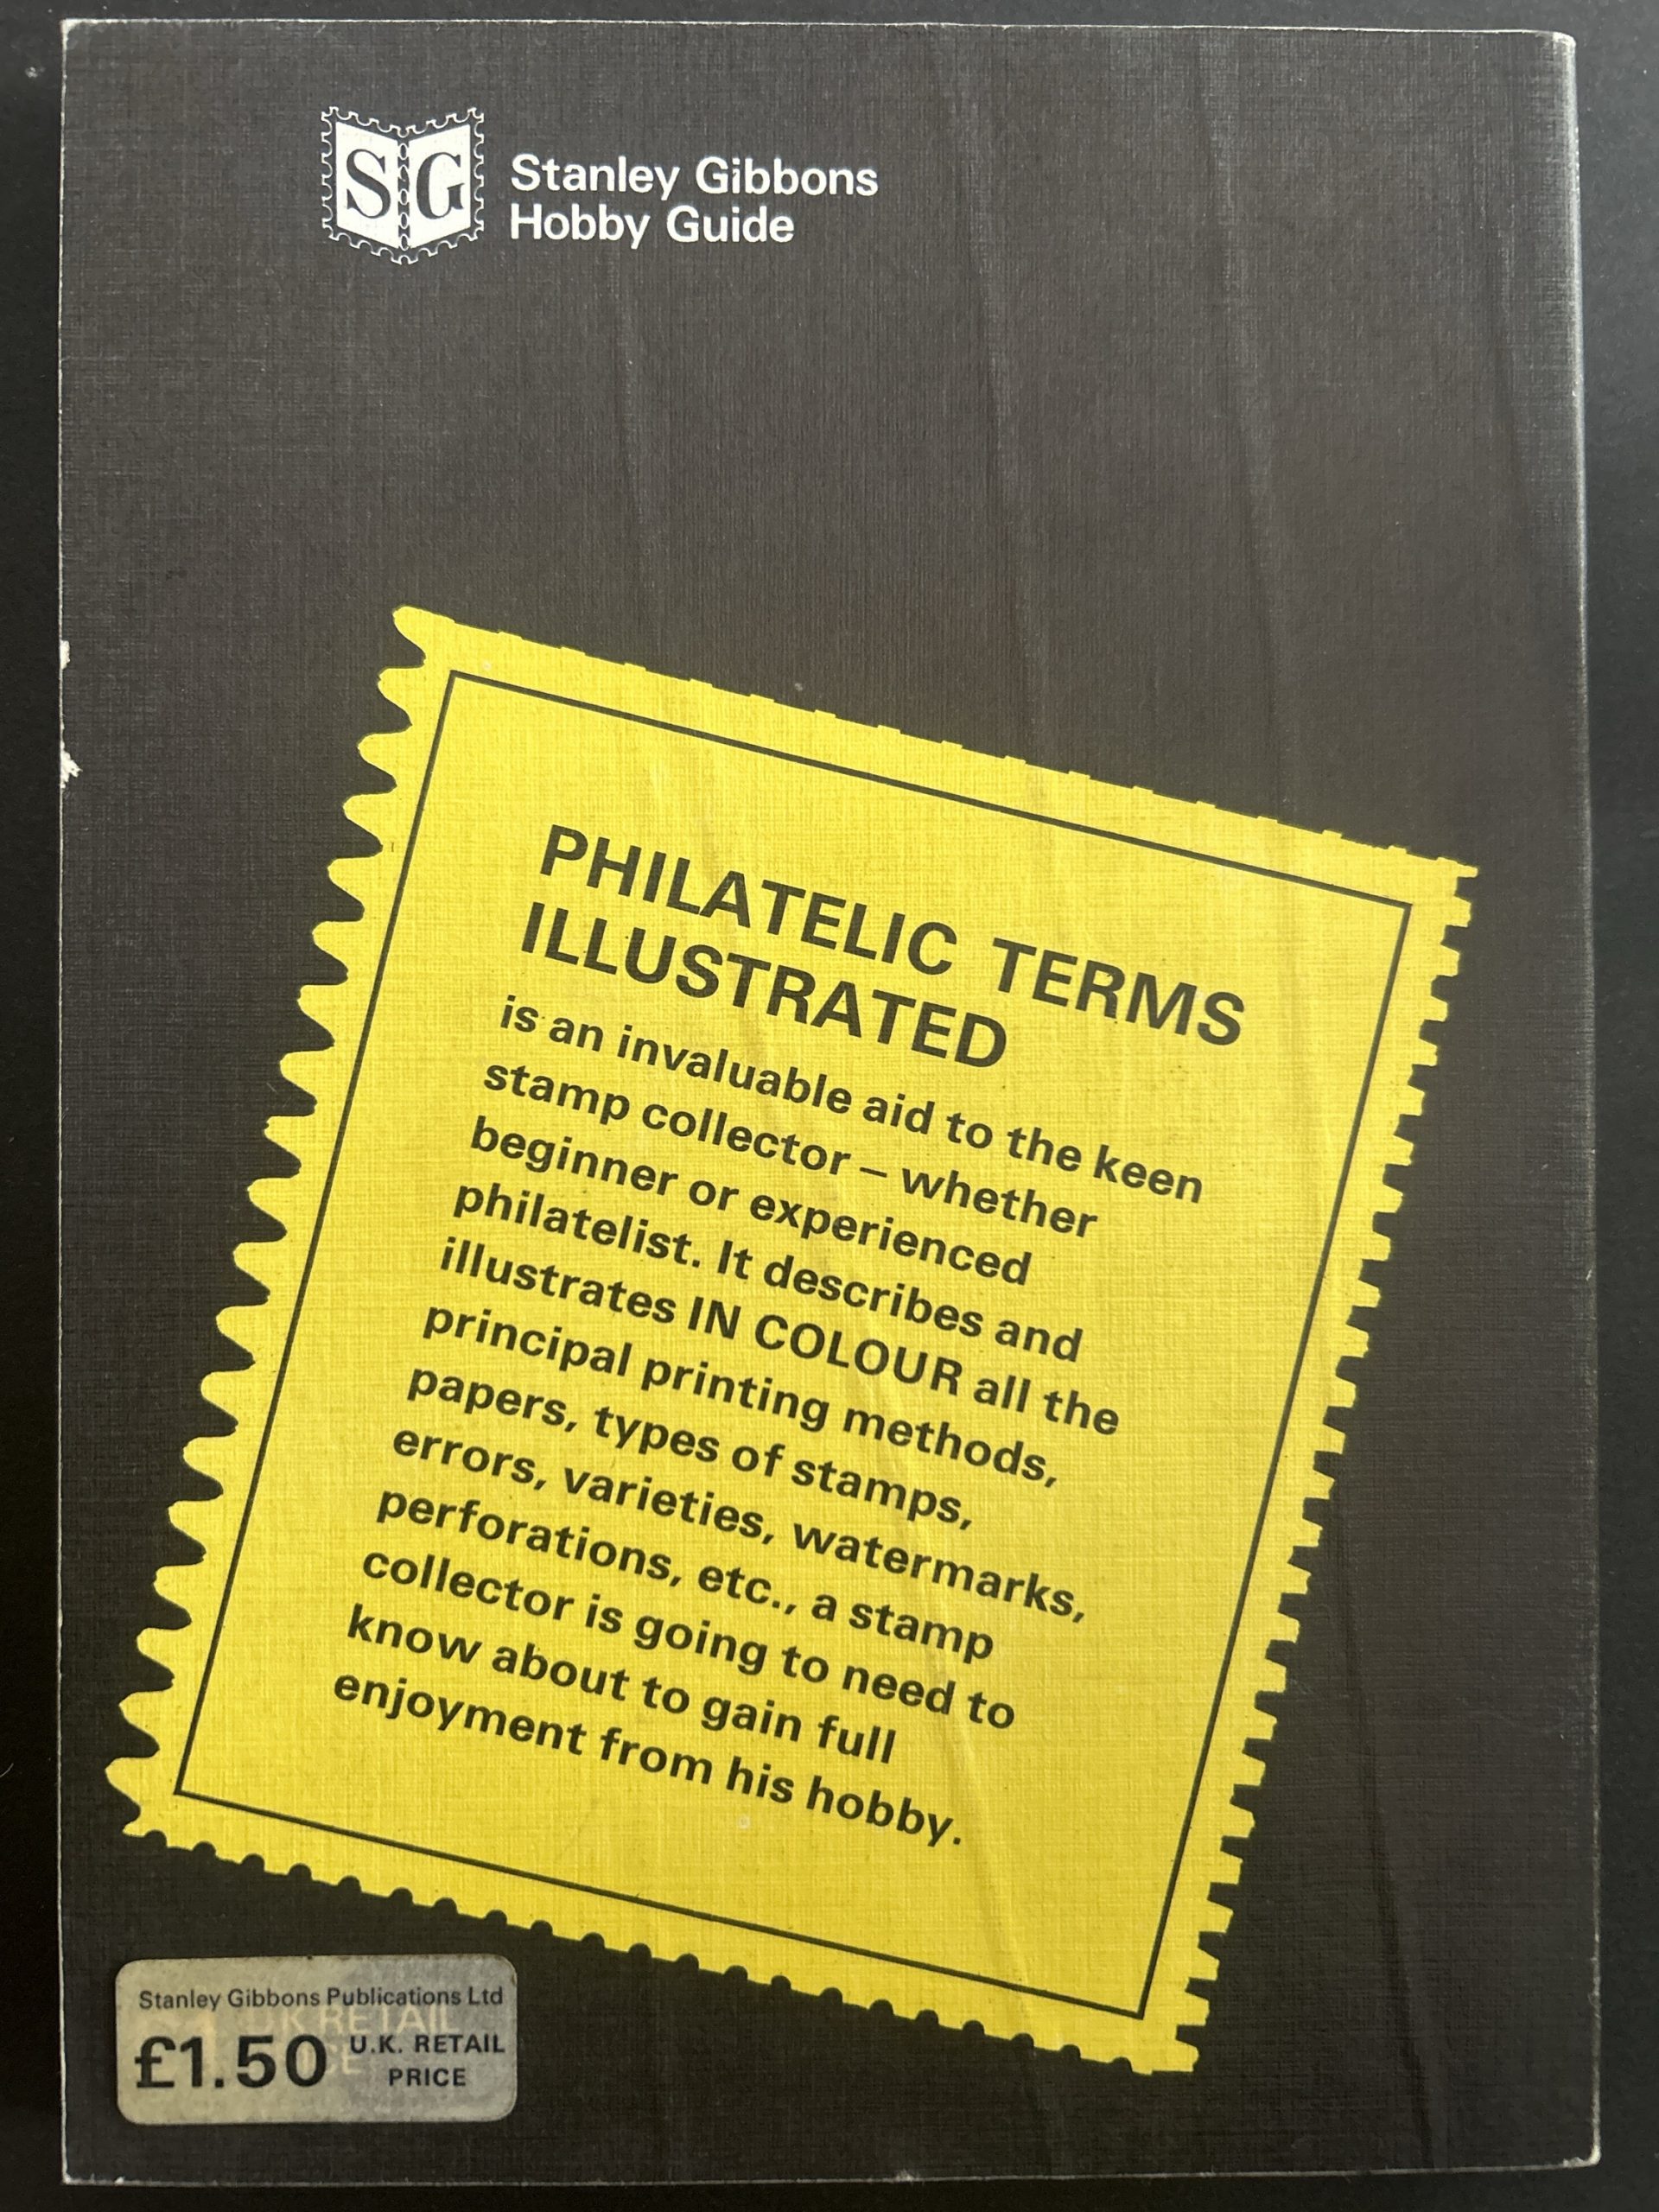 SG
Stanley Gibbons
Hobby Guide
PHILATELIC TERMS
ILLUSTRATED
is an invaluable aid to the keen
stamp collector – whether
beginner or experienced
philatelist. It describes and
illustrates IN COLOUR all the
principal printing methods,
papers, types of stamps,
errors, varieties, watermarks,
perforations, etc., a stamp
collector is going to need to
know about to gain full
enjoyment from his hobby.
Stanley Gibbons Publications Ltd
UK RETAIL
£1.50 U.K. RETAIL
PRICE